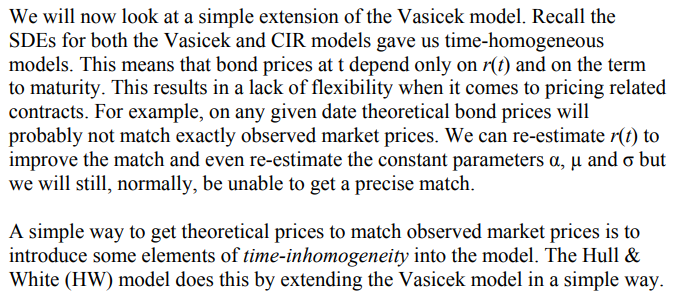 We will now look at a simple extension of the Vasicek model. Recall the
SDEs for both the Vasicek and CIR models gave us time-homogeneous
models. This means that bond prices at t depend only on r(t) and on the term
to maturity. This results in a lack of flexibility when it comes to pricing related
contracts. For example, on any given date theoretical bond prices will
probably not match exactly observed market prices. We can re-estimate r(t) to
improve the match and even re-estimate the constant parameters α, µ and σ but
we will still, normally, be unable to get a precise match.
A simple way to get theoretical prices to match observed market prices is to
introduce some elements of time-inhomogeneity into the model. The Hull &
White (HW) model does this by extending the Vasicek model in a simple way.